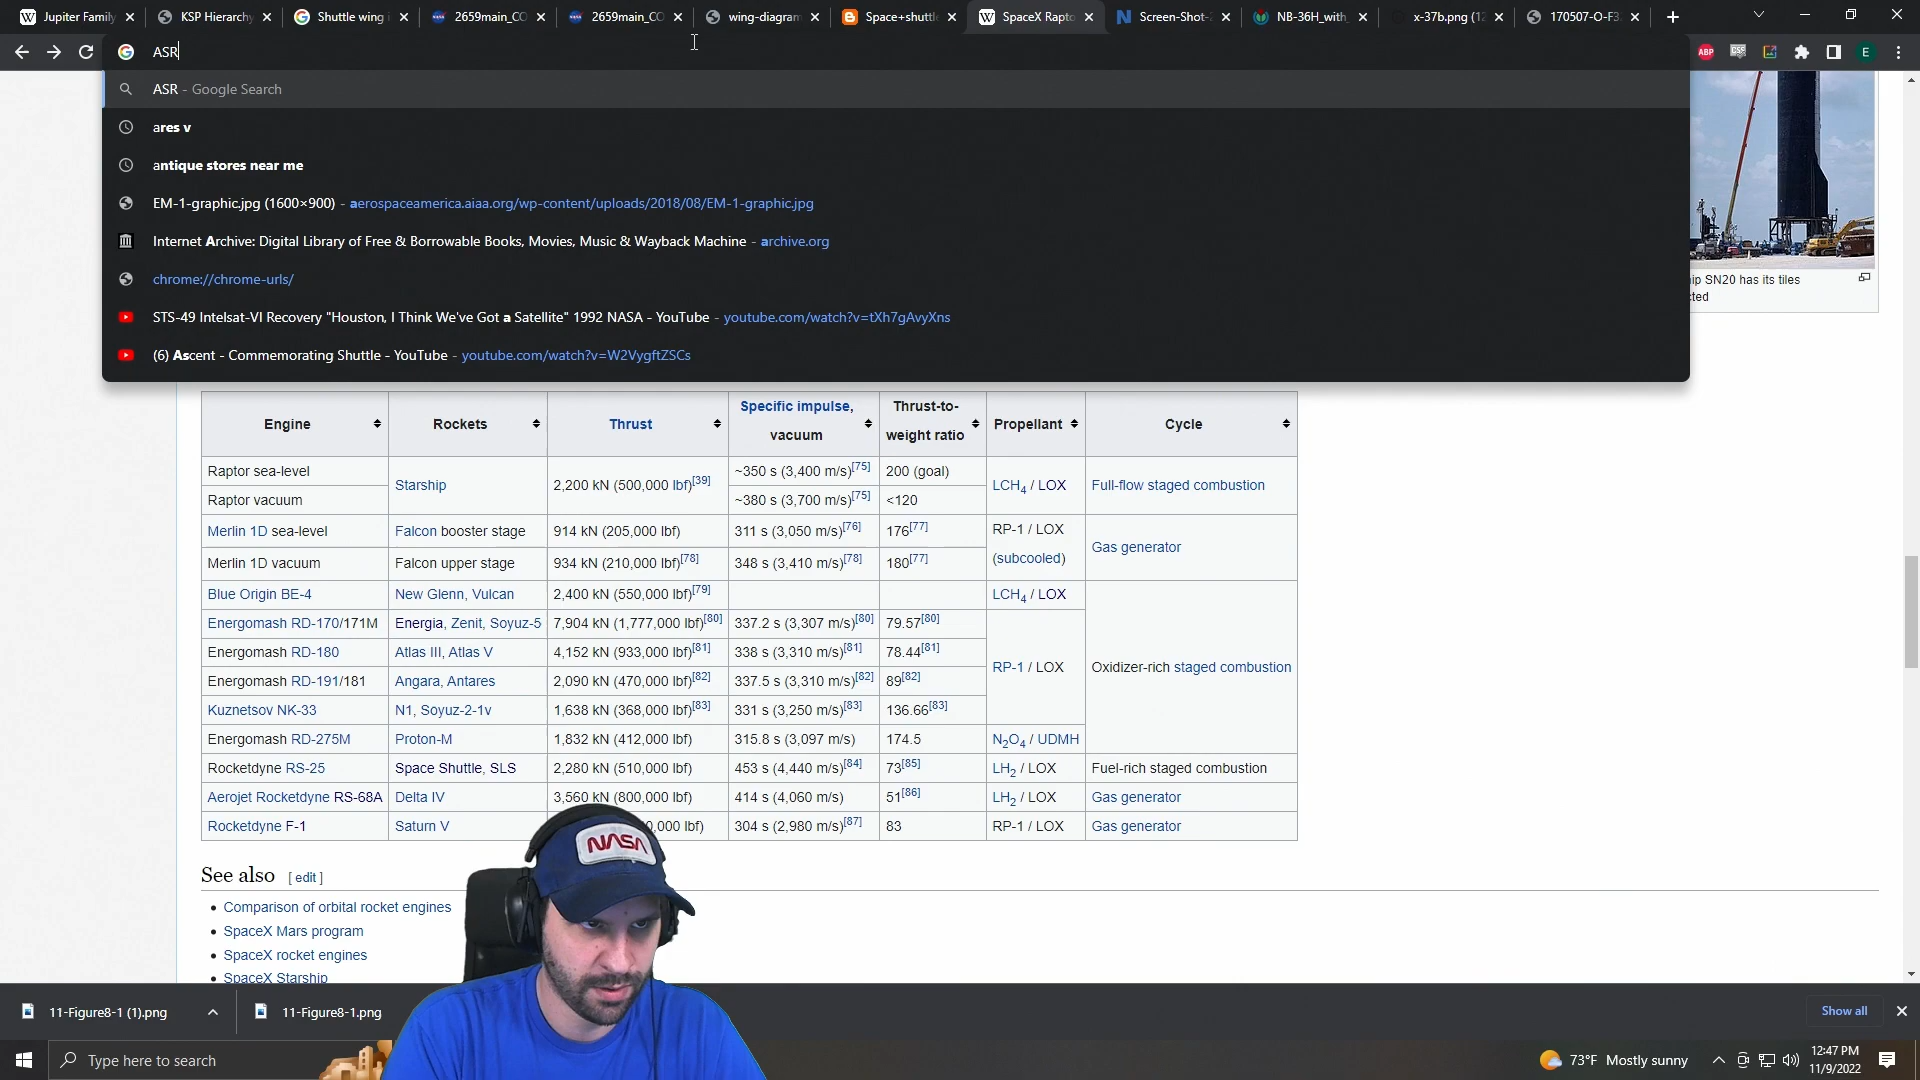 Jupiter Family
KSP Hierarchy
Shuttle wing i
2659main_CO
2659main_CO
wing-diagram
Space+shuttl
SpaceX Rapto
Screen-Shot-
NB-36H_with
x-37b.png (12
170507-O-F3
ASR
ABP
E
ASR - Google Search
ares v
antique stores near me
EM-1-graphic.jpg (1600×900) - aerospaceamerica.aiaa.org/wp-content/uploads/2018/08/EM-1-graphic.jpg
Internet Archive: Digital Library of Free & Borrowable Books, Movies, Music & Wayback Machine - archive.org
chrome://chrome-urls/
STS-49 Intelsat-VI Recovery "Houston, I Think We've Got a Satellite" 1992 NASA - YouTube - youtube.com/watch?v=tXh7gAvyXns
(6) Ascent - Commemorating Shuttle - YouTube - youtube.com/watch?v=W2VygftZSCs
ip SN20 has its tiles
cted
Engine Rockets Thrust Specific impulse, vacuum Thrust-to-weight ratio Propellant Cycle
Raptor sea-level Starship 2,200 kN (500,000 lbf)[39] ~350 s (3,400 m/s)[75] 200 (goal) LCH4 / LOX Full-flow staged combustion
Raptor vacuum ~380 s (3,700 m/s)[75] <120
Merlin 1D sea-level Falcon booster stage 914 kN (205,000 lbf) 311 s (3,050 m/s)[76] 176[77] RP-1 / LOX (subcooled) Gas generator
Merlin 1D vacuum Falcon upper stage 934 kN (210,000 lbf)[78] 348 s (3,410 m/s)[78] 180[77]
Blue Origin BE-4 New Glenn, Vulcan 2,400 kN (550,000 lbf)[79] LCH4 / LOX Oxidizer-rich staged combustion
Energomash RD-170/171M Energia, Zenit, Soyuz-5 7,904 kN (1,777,000 lbf)[80] 337.2 s (3,307 m/s)[80] 79.57[80] RP-1 / LOX
Energomash RD-180 Atlas III, Atlas V 4,152 kN (933,000 lbf)[81] 338 s (3,310 m/s)[81] 78.44[81]
Energomash RD-191/181 Angara, Antares 2,090 kN (470,000 lbf)[82] 337.5 s (3,310 m/s)[82] 89[82]
Kuznetsov NK-33 N1, Soyuz-2-1v 1,638 kN (368,000 lbf)[83] 331 s (3,250 m/s)[83] 136.66[83]
Energomash RD-275M Proton-M 1,832 kN (412,000 lbf) 315.8 s (3,097 m/s) 174.5 N2O4 / UDMH
Rocketdyne RS-25 Space Shuttle, SLS 2,280 kN (510,000 lbf) 453 s (4,440 m/s)[84] 73[85] LH2 / LOX Fuel-rich staged combustion
Aerojet Rocketdyne RS-68A Delta IV 3,560 kN (800,000 lbf) 414 s (4,060 m/s) 51[86] LH2 / LOX Gas generator
Rocketdyne F-1 Saturn V 0,000 lbf) 304 s (2,980 m/s)[87] 83 RP-1 / LOX Gas generator
NASA
See also [ edit ]
Comparison of orbital rocket engines
SpaceX Mars program
SpaceX rocket engines
SpaceX Starship
11-Figure8-1 (1).png
11-Figure8-1.png
Show all
Type here to search
73°F Mostly sunny
12:47 PM
11/9/2022